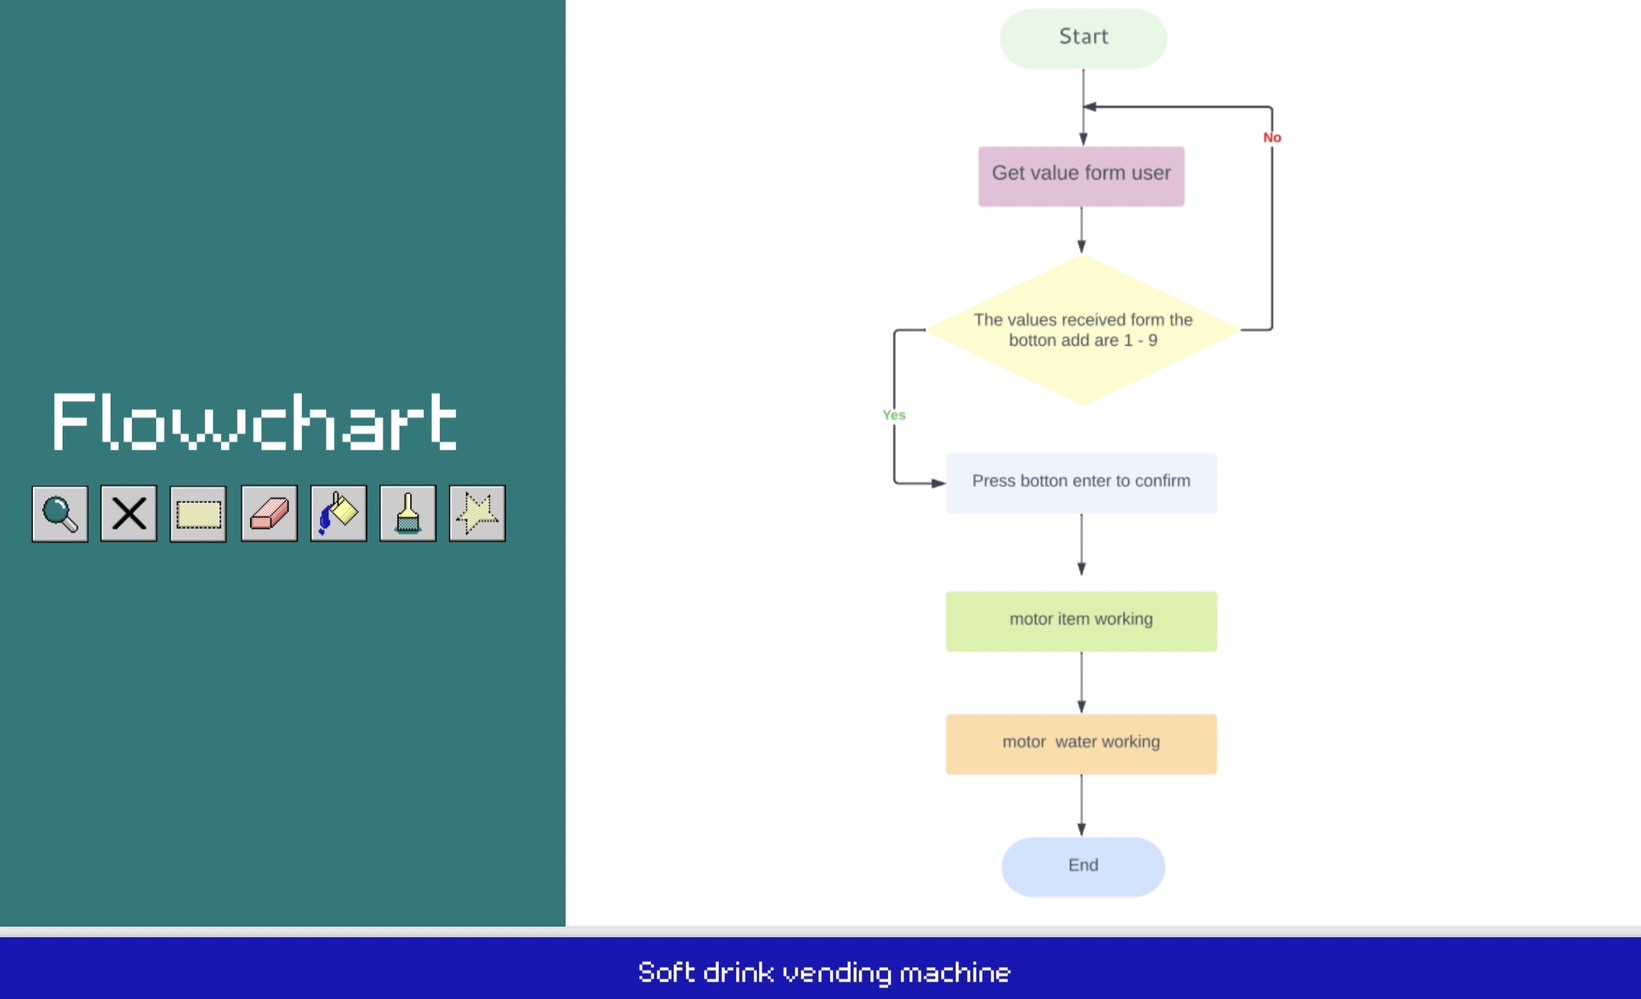 Flowchart
Start
No
Get value form user
The values received form the
botton add are 1 - 9
Yes
Press botton enter to confirm
motor item working
motor  water working
End
Soft drink vending machine